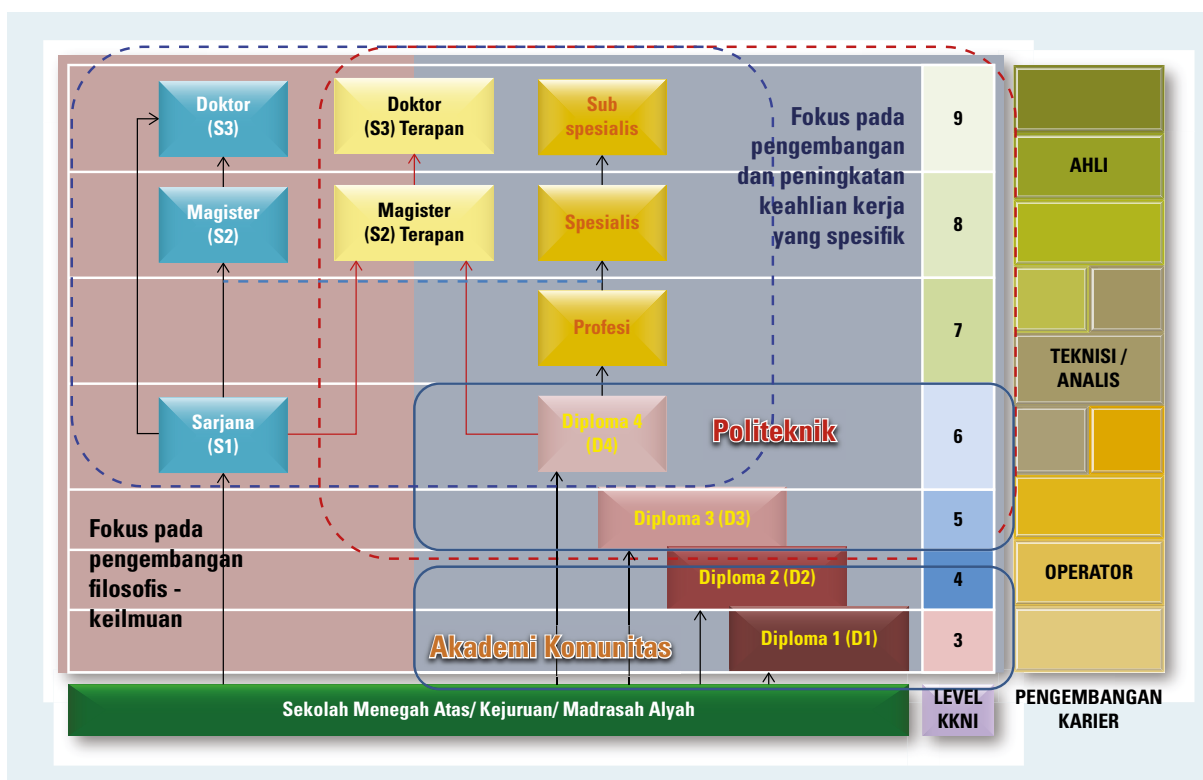 Doktor
(S3)
Doktor
(S3) Terapan
Sub
spesialis
Fokus pada
pengembangan
dan peningkatan
keahlian kerja
yang spesifik
9
AHLI
Magister
(S2)
Magister
(S2) Terapan
Spesialis
8
Profesi
7
TEKNISI /
ANALIS
Sarjana
(S1)
Diploma 4
(D4)
Politeknik
6
Fokus pada
pengembangan
filosofis -
keilmuan
Diploma 3 (D3)
5
Diploma 2 (D2)
4
OPERATOR
Akademi Komunitas
Diploma 1 (D1)
3
Sekolah Menegah Atas/ Kejuruan/ Madrasah Alyah
LEVEL
KKNI
PENGEMBANGAN
KARIER